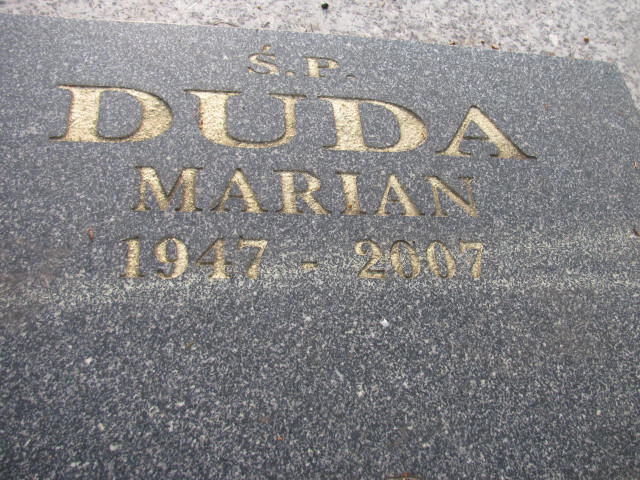 Ś.P.
DUDA
MARIAN
1947 - 2007